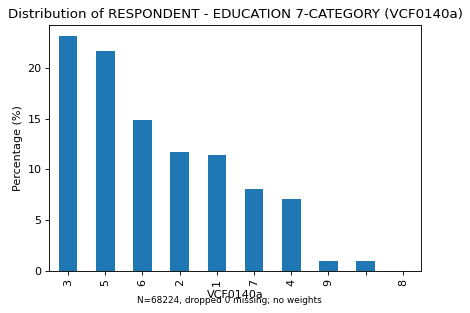 Distribution of RESPONDENT - EDUCATION 7-CATEGORY (VCF0140a)
Percentage (%)
20
15
10
5
0
3 5 6 2 1 7 4 9 8
VCF0140a
N=68224, dropped 0 missing; no weights